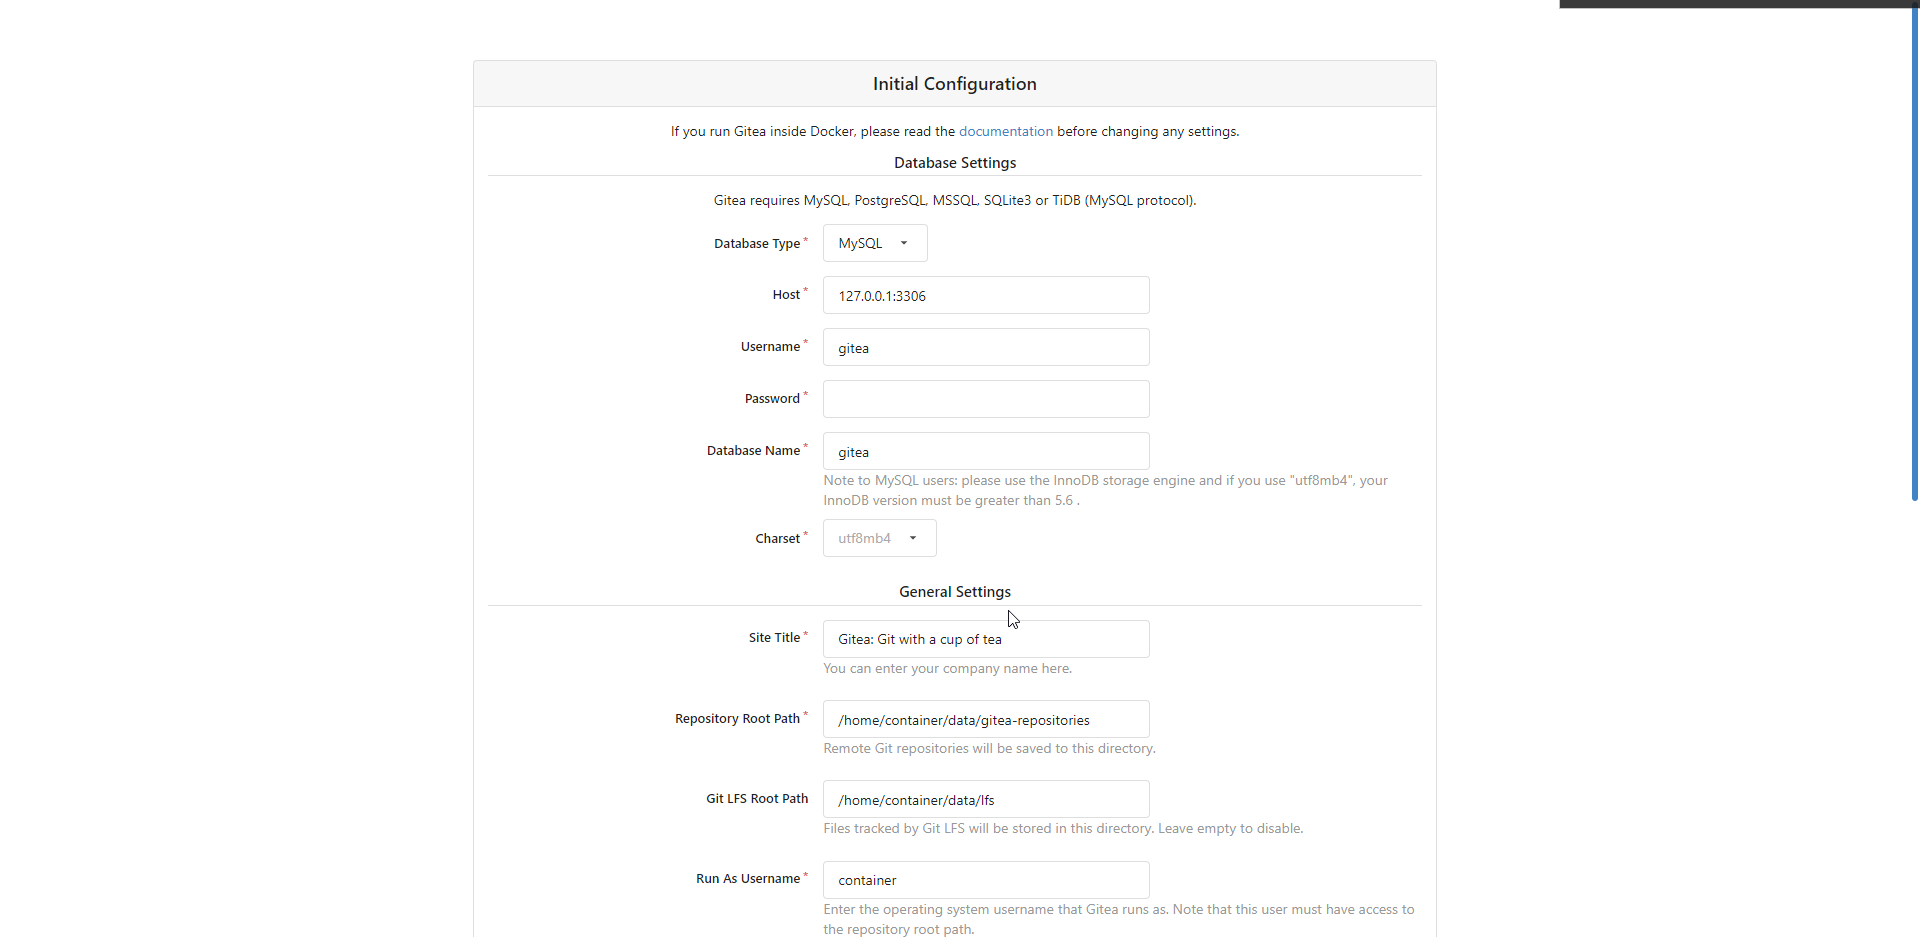 Initial Configuration
If you run Gitea inside Docker, please read the documentation before changing any settings.
Database Settings
Gitea requires MySQL, PostgreSQL, MSSQL, SQLite3 or TiDB (MySQL protocol).
Database Type * MySQL
Host * 127.0.0.1:3306
Username * gitea
Password *
Database Name * gitea
Note to MySQL users: please use the InnoDB storage engine and if you use "utf8mb4", your
InnoDB version must be greater than 5.6 .
Charset * utf8mb4
General Settings
Site Title * Gitea: Git with a cup of tea
You can enter your company name here.
Repository Root Path * /home/container/data/gitea-repositories
Remote Git repositories will be saved to this directory.
Git LFS Root Path /home/container/data/lfs
Files tracked by Git LFS will be stored in this directory. Leave empty to disable.
Run As Username * container
Enter the operating system username that Gitea runs as. Note that this user must have access to
the repository root path.